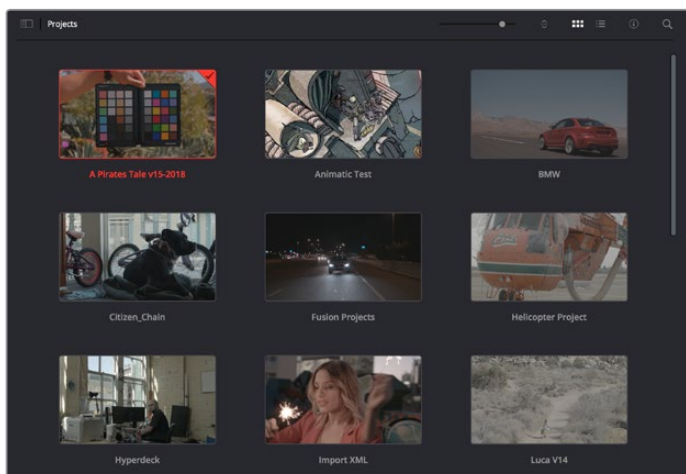 Projects
A Pirates Tale v15-2018
Animatic Test
BMW
Citizen_Chain
Fusion Projects
Helicopter Project
Hyperdeck
Import XML
Luca V14